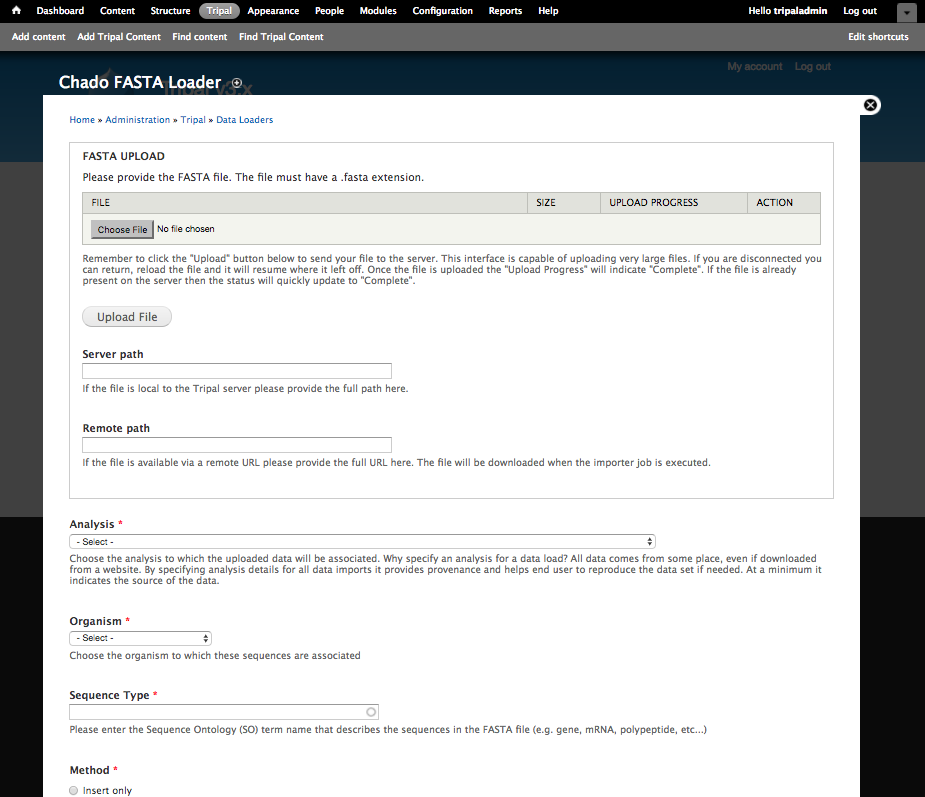 Dashboard Content Structure Tripal Appearance People Modules Configuration Reports Help Hello tripaladmin Log out
Add content Add Tripal Content Find content Find Tripal Content Edit shortcuts
My account Log out
Chado FASTA Loader
Tripal v3.x
Home » Administration » Tripal » Data Loaders
FASTA UPLOAD
Please provide the FASTA file. The file must have a .fasta extension.
FILE SIZE UPLOAD PROGRESS ACTION
Choose File No file chosen
Remember to click the "Upload" button below to send your file to the server. This interface is capable of uploading very large files. If you are disconnected you
can return, reload the file and it will resume where it left off. Once the file is uploaded the "Upload Progress" will indicate "Complete". If the file is already
present on the server then the status will quickly update to "Complete".
Upload File
Server path
If the file is local to the Tripal server please provide the full path here.
Remote path
If the file is available via a remote URL please provide the full URL here. The file will be downloaded when the importer job is executed.
Analysis *
- Select -
Choose the analysis to which the uploaded data will be associated. Why specify an analysis for a data load? All data comes from some place, even if downloaded
from a website. By specifying analysis details for all data imports it provides provenance and helps end user to reproduce the data set if needed. At a minimum it
indicates the source of the data.
Organism *
- Select -
Choose the organism to which these sequences are associated
Sequence Type *
Please enter the Sequence Ontology (SO) term name that describes the sequences in the FASTA file (e.g. gene, mRNA, polypeptide, etc...)
Method *
Insert only